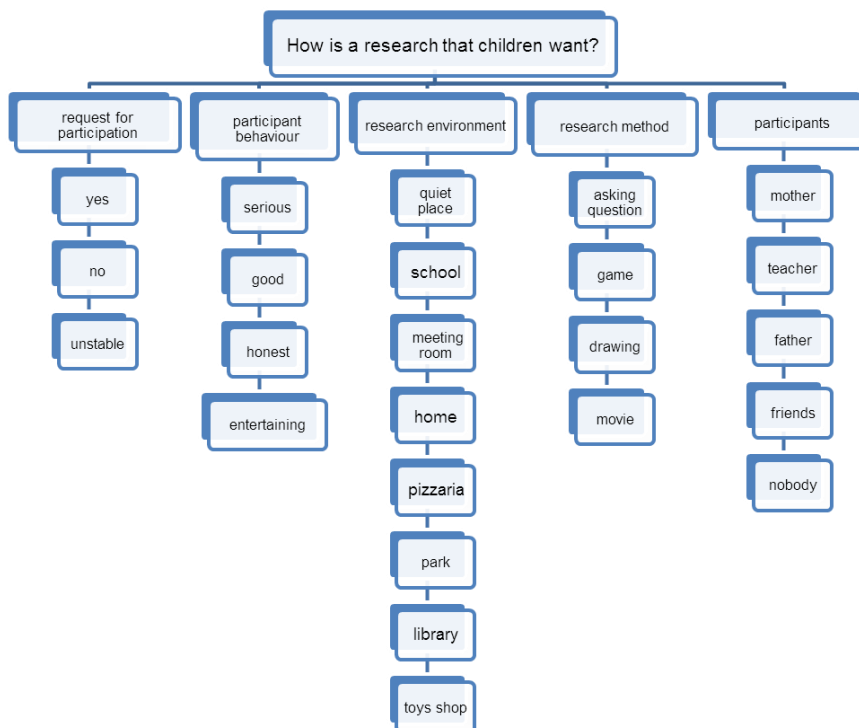 How is a research that children want?
request for
participation
yes
no
unstable
participant
behaviour
serious
good
honest
entertaining
research environment
quiet
place
school
meeting
room
home
pizzaria
park
library
toys shop
research method
asking
question
game
drawing
movie
participants
mother
teacher
father
friends
nobody